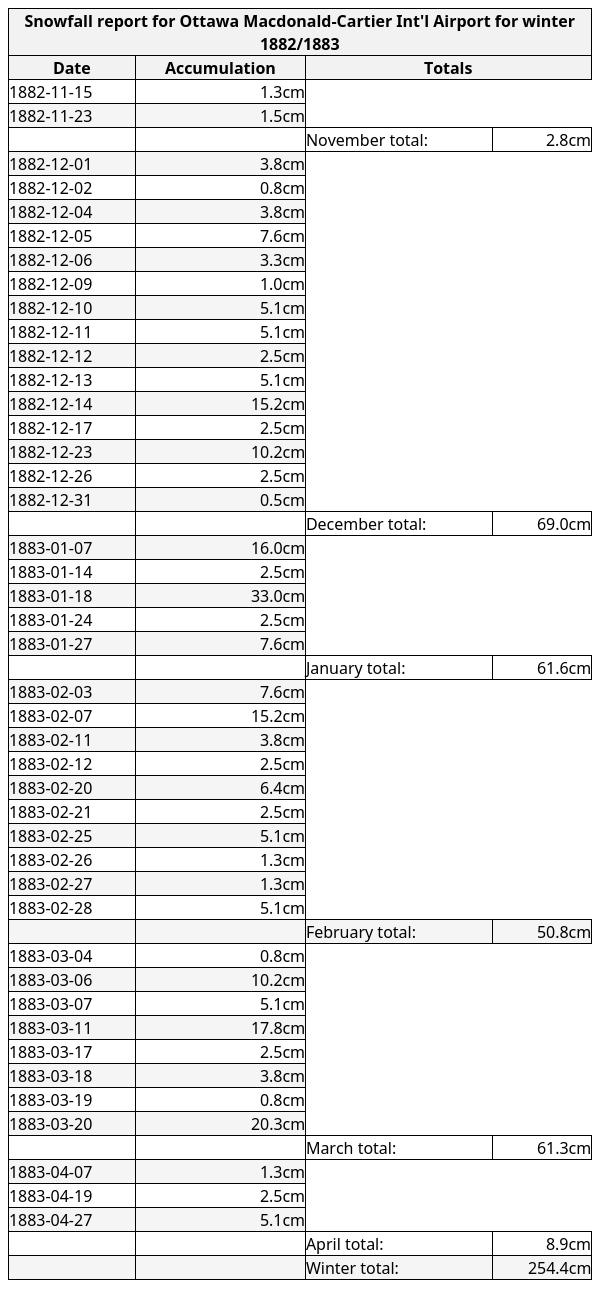 Snowfall report for Ottawa Macdonald-Cartier Int'l Airport for winter
1882/1883
Date Accumulation Totals
1882-11-15 1.3cm
1882-11-23 1.5cm
November total: 2.8cm
1882-12-01 3.8cm
1882-12-02 0.8cm
1882-12-04 3.8cm
1882-12-05 7.6cm
1882-12-06 3.3cm
1882-12-09 1.0cm
1882-12-10 5.1cm
1882-12-11 5.1cm
1882-12-12 2.5cm
1882-12-13 5.1cm
1882-12-14 15.2cm
1882-12-17 2.5cm
1882-12-23 10.2cm
1882-12-26 2.5cm
1882-12-31 0.5cm
December total: 69.0cm
1883-01-07 16.0cm
1883-01-14 2.5cm
1883-01-18 33.0cm
1883-01-24 2.5cm
1883-01-27 7.6cm
January total: 61.6cm
1883-02-03 7.6cm
1883-02-07 15.2cm
1883-02-11 3.8cm
1883-02-12 2.5cm
1883-02-20 6.4cm
1883-02-21 2.5cm
1883-02-25 5.1cm
1883-02-26 1.3cm
1883-02-27 1.3cm
1883-02-28 5.1cm
February total: 50.8cm
1883-03-04 0.8cm
1883-03-06 10.2cm
1883-03-07 5.1cm
1883-03-11 17.8cm
1883-03-17 2.5cm
1883-03-18 3.8cm
1883-03-19 0.8cm
1883-03-20 20.3cm
March total: 61.3cm
1883-04-07 1.3cm
1883-04-19 2.5cm
1883-04-27 5.1cm
April total: 8.9cm
Winter total: 254.4cm